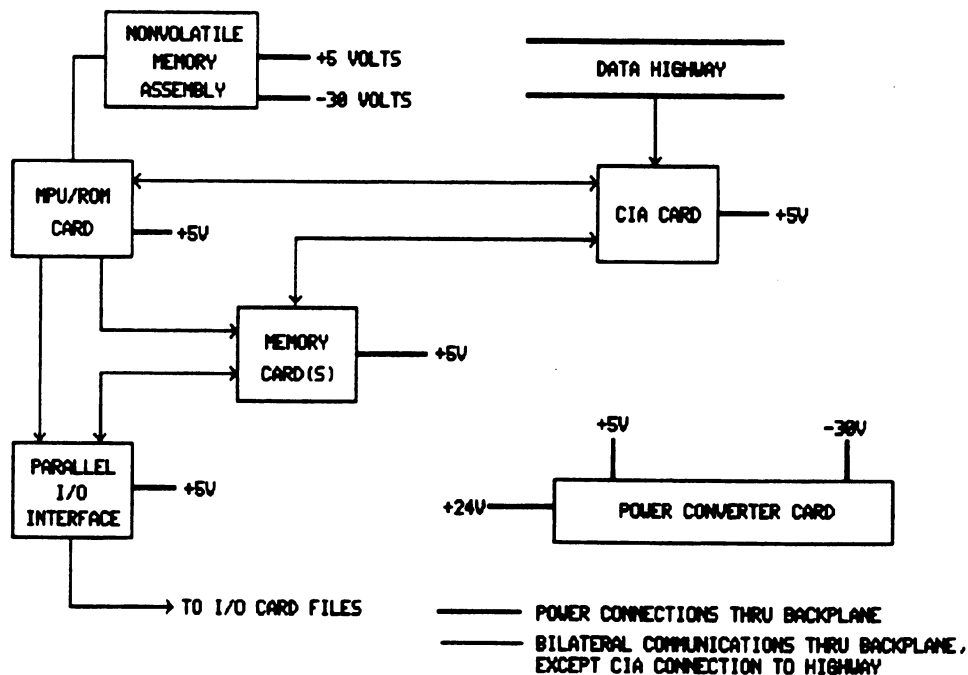 NONVOLATILE
MEMORY
ASSEMBLY
+5 VOLTS
-30 VOLTS
DATA HIGHWAY
MPU/ROM
CARD
+5V
CIA CARD
+5V
MEMORY
CARD(S)
+5V
PARALLEL
I/O
INTERFACE
+5V
+5V
-30V
+24V
POWER CONVERTER CARD
TO I/O CARD FILES
POWER CONNECTIONS THRU BACKPLANE
BILATERAL COMMUNICATIONS THRU BACKPLANE,
EXCEPT CIA CONNECTION TO HIGHWAY